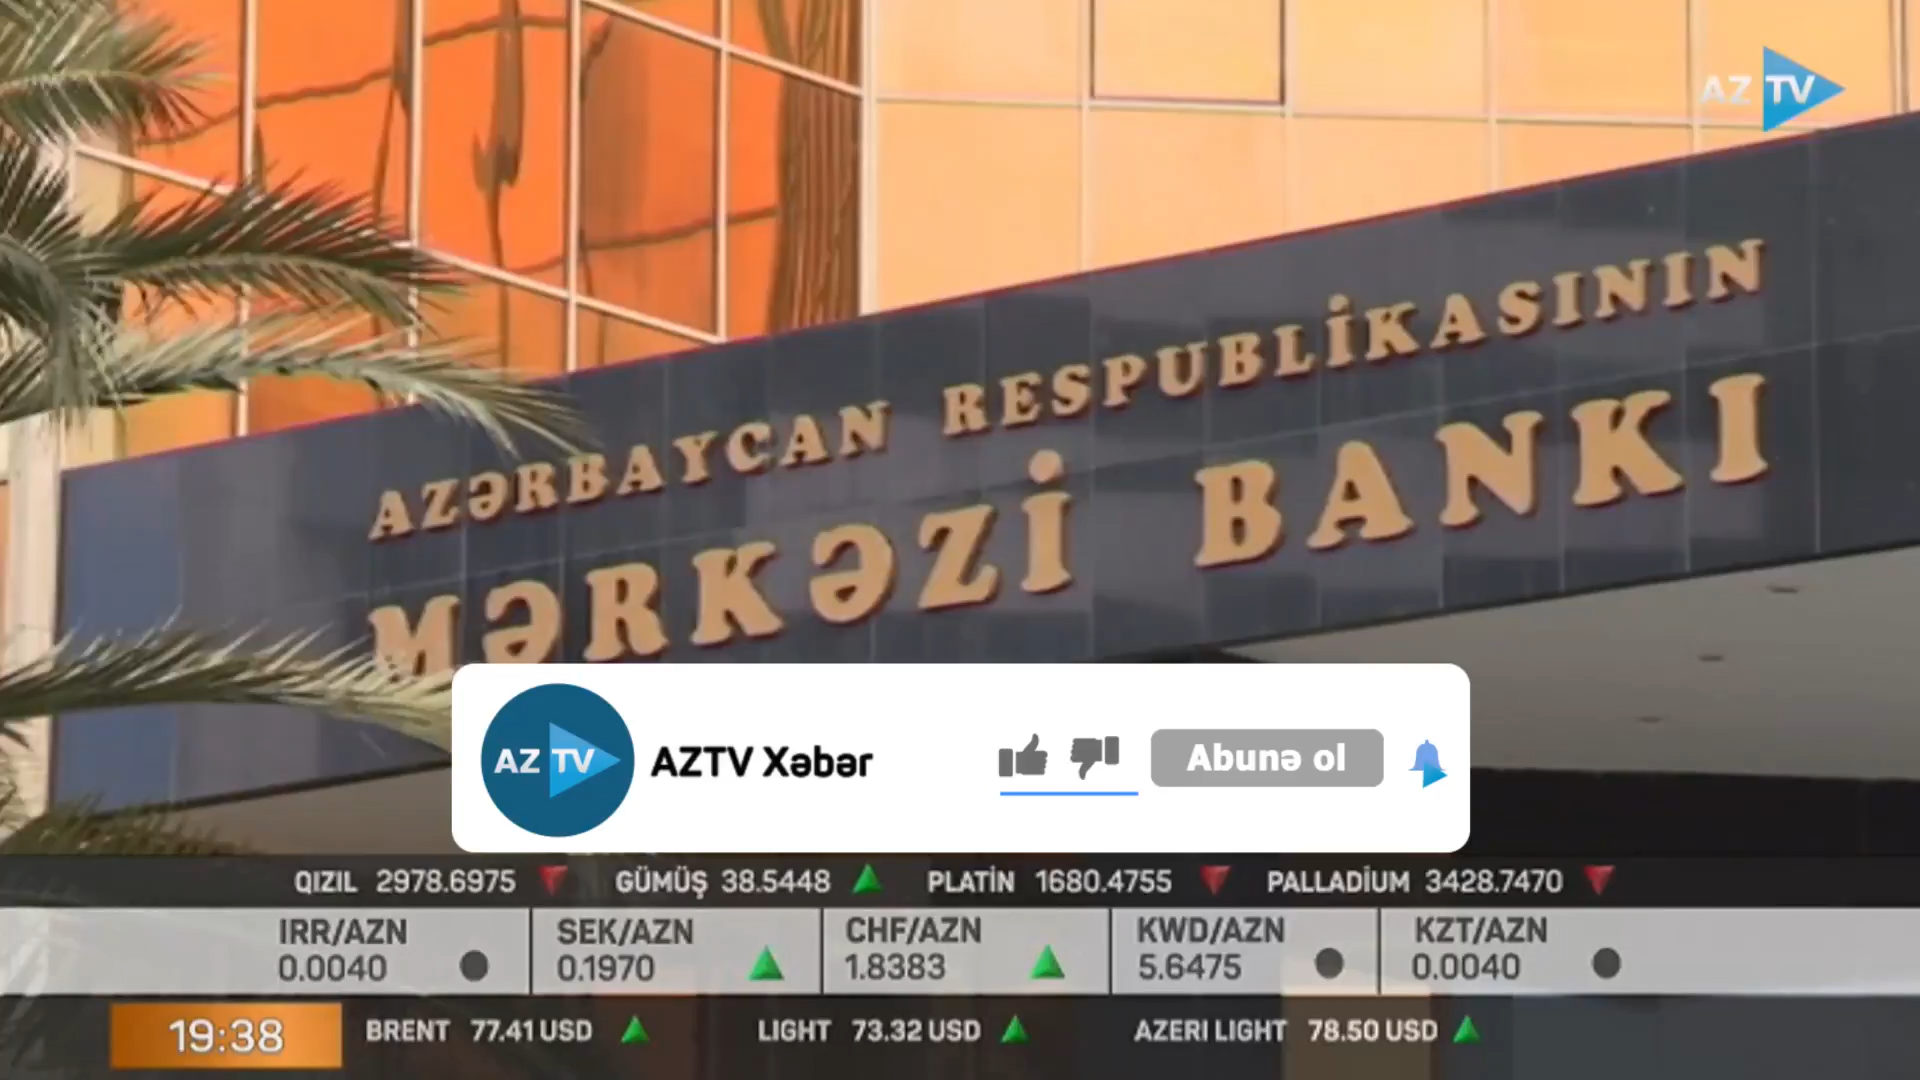 AZ TV
AZƏRBAYCAN RESPUBLİKASININ
MƏRKƏZİ BANKI
AZ TV
AZTV Xəbər
Abunə ol
QIZIL 2978.6975 GÜMÜŞ 38.5448 PLATİN 1680.4755 PALLADİUM 3428.7470
IRR/AZN SEK/AZN CHF/AZN KWD/AZN KZT/AZN
0.0040 0.1970 1.8383 5.6475 0.0040
19:38 BRENT 77.41 USD LIGHT 73.32 USD AZERI LIGHT 78.50 USD